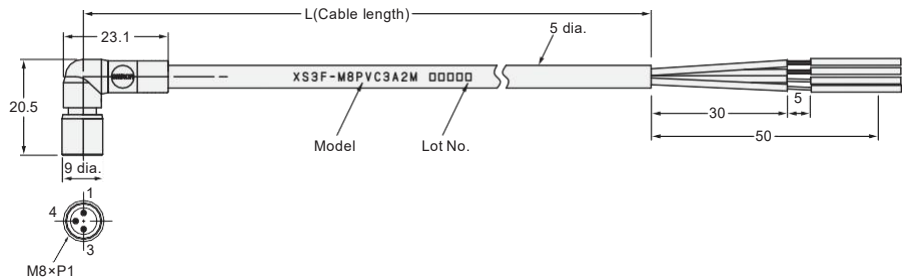 L(Cable length)
23.1
5 dia.
XS3F-M8PVC3A2M □□□□□
20.5
30
5
50
Model
Lot No.
9 dia.
1
4
3
M8×P1